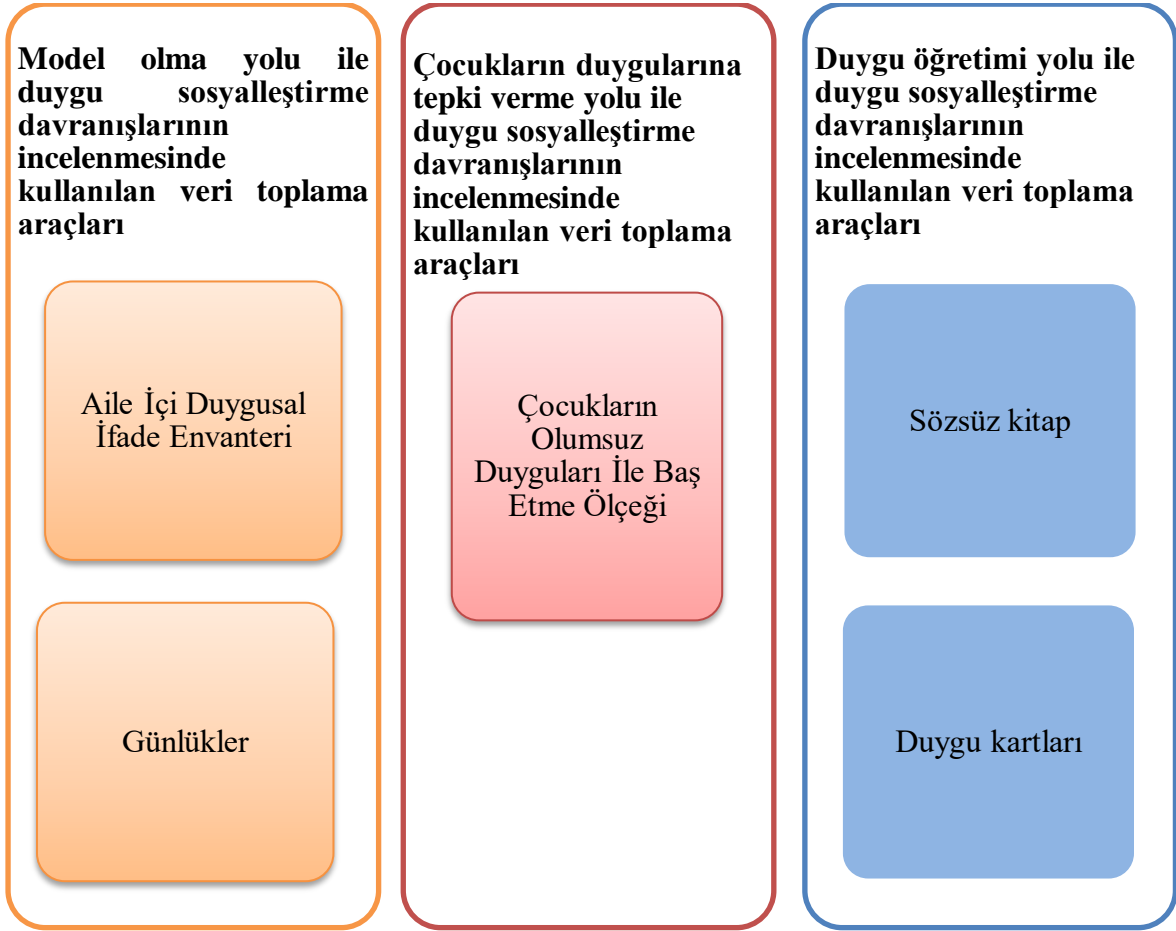 Model olma yolu ile
duygu sosyalleştirme
davranışlarının
incelenmesinde
kullanılan veri toplama
araçları
Aile İçi Duygusal
İfade Envanteri
Günlükler
Çocukların duygularına
tepki verme yolu ile
duygu sosyalleştirme
davranışlarının
incelenmesinde
kullanılan veri toplama
araçları
Çocukların
Olumsuz
Duyguları İle Baş
Etme Ölçeği
Duygu öğretimi yolu ile
duygu sosyalleştirme
davranışlarının
incelenmesinde
kullanılan veri toplama
araçları
Sözsüz kitap
Duygu kartları